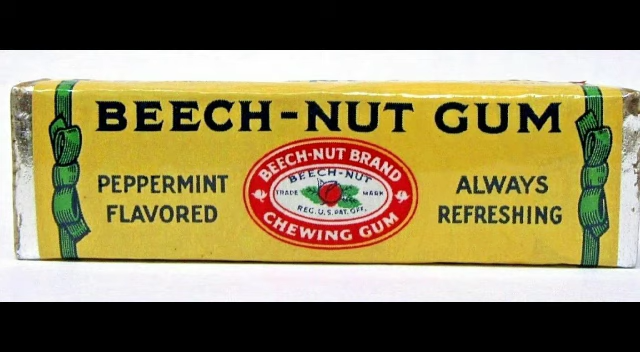 BEECH-NUT GUM
PEPPERMINT
FLAVORED
BEECH-NUT BRAND
BEECH-NUT
TRADE MARK
REG. U.S. PAT. OFF.
CHEWING GUM
ALWAYS
REFRESHING